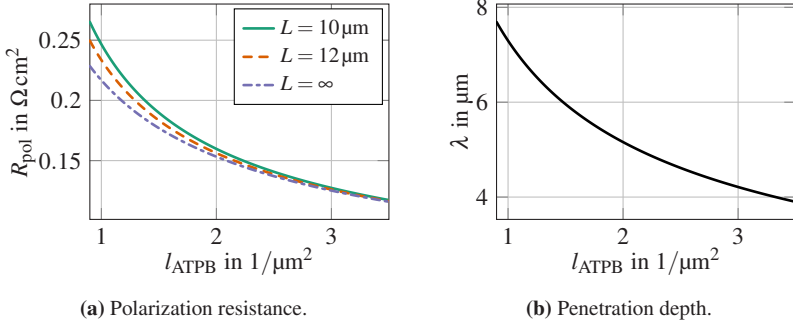 0.25
0.2
0.15
R_pol in Ω cm²
L = 10 µm
L = 12 µm
L = ∞
1
2
3
l_ATPB in 1/µm²
(a) Polarization resistance.
8
6
4
λ in µm
1
2
3
l_ATPB in 1/µm²
(b) Penetration depth.